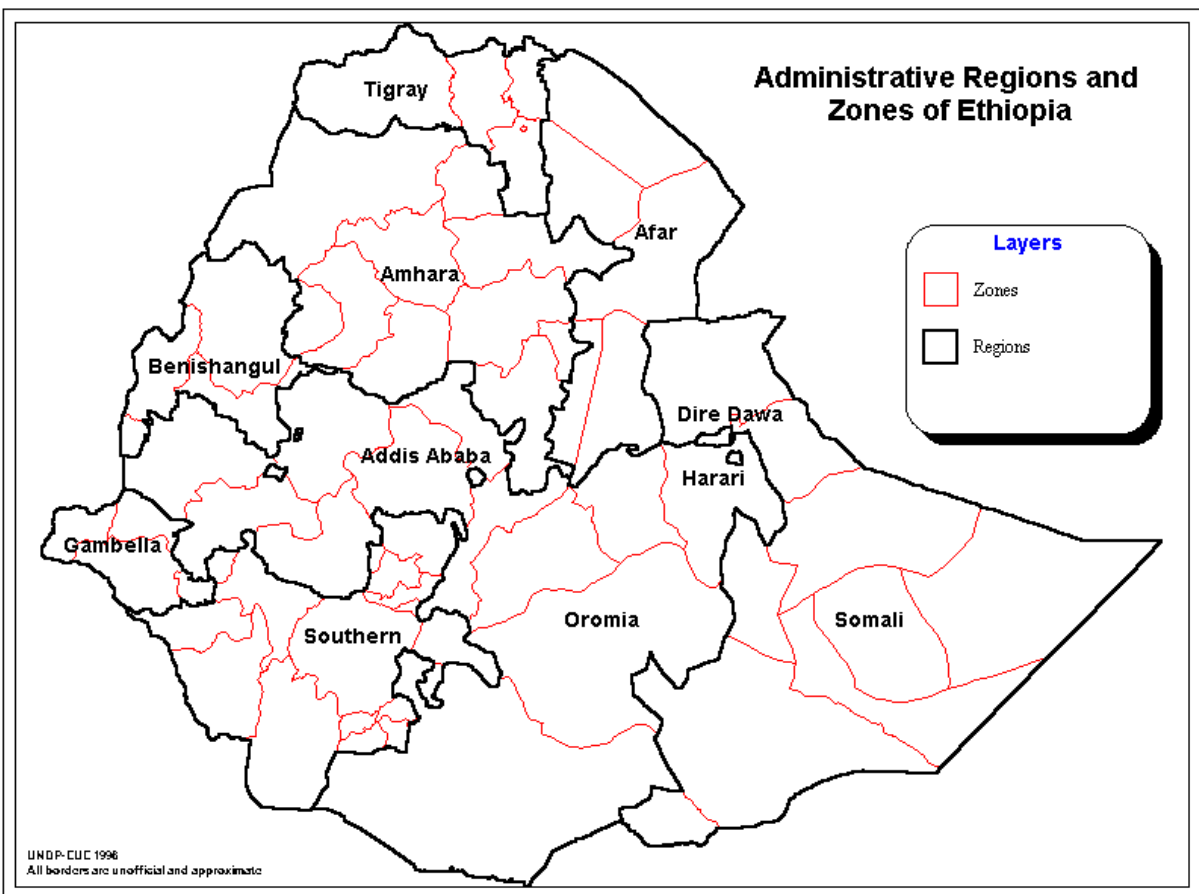 Administrative Regions and
Zones of Ethiopia
Tigray
Afar
Layers
Amhara
Zones
Regions
Benishangul
Dire Dawa
Addis Ababa
Harari
Gambella
Oromia
Somali
Southern
UNDP-EUE 1996
All borders are unofficial and approximate